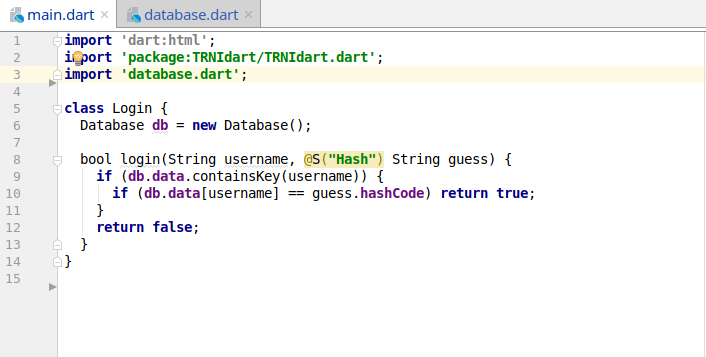 main.dart × database.dart ×
1 import 'dart:html';
2 import 'package:TRNIdart/TRNIdart.dart';
3 import 'database.dart';
4
5 class Login {
6 Database db = new Database();
7
8 bool login(String username, @S("Hash") String guess) {
9 if (db.data.containsKey(username)) {
10 if (db.data[username] == guess.hashCode) return true;
11 }
12 return false;
13 }
14 }
15